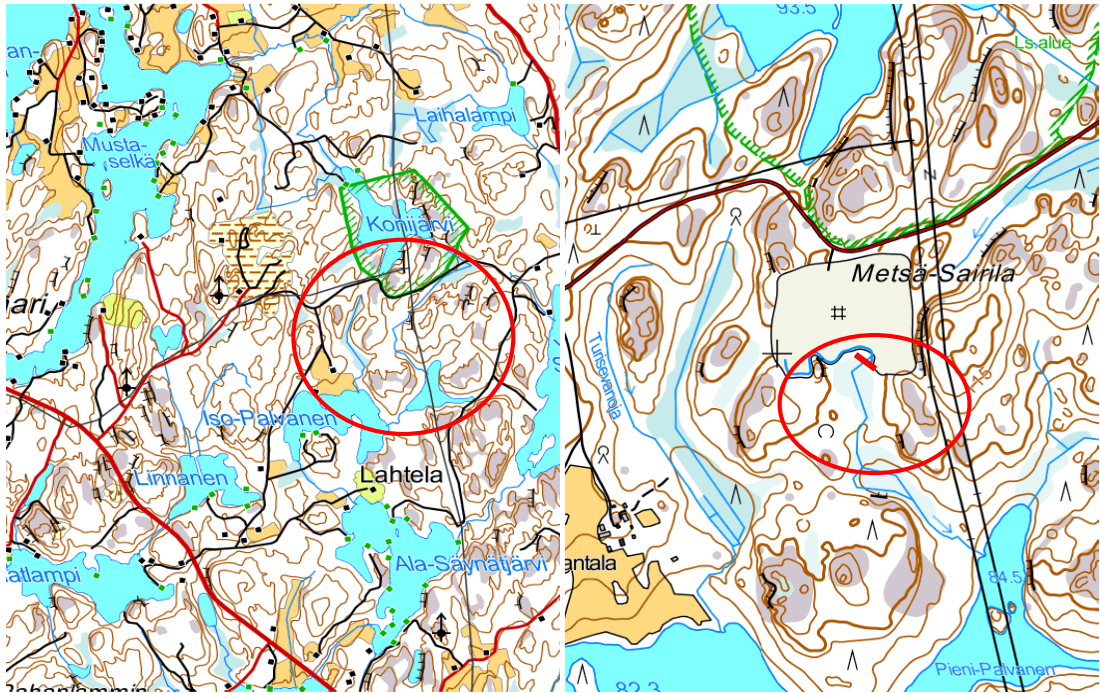 Laihalampi
Musta-
selkä
Konijärvi
Iso-Palvanen
Linnanen
Lahtela
Ala-Säynätjärvi
93.5
Ls.alue
Metsä-Sairila
Turisevanoja
84.5
Pieni-Palvanen
82.3